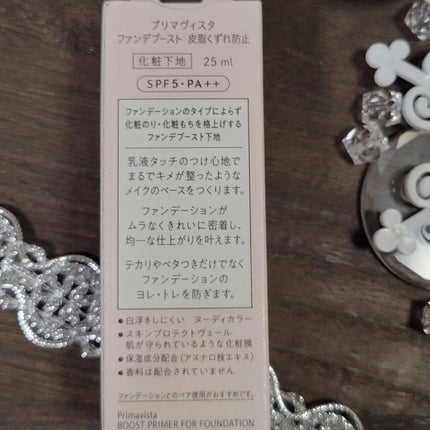 プリマヴィスタ
ファンデブースト 皮脂くずれ防止
化粧下地 25 ml
SPF5・PA++
ファンデーションのタイプによらず
化粧のり・化粧もちを格上げする
ファンデブースト下地
乳液タッチのつけ心地で
まるでキメが整ったような
メイクのベースをつくります。
ファンデーションが
ムラなくきれいに密着し、
均一な仕上がりを叶えます。
テカリやベタつきだけでなく
ファンデーションの
ヨレ・トレを防ぎます。
●白浮きしにくい ヌーディカラー
●スキンプロテクトヴェール
肌が守られているような化粧膜
●保湿成分配合(アスナロ枝エキス)
●香料は配合されていません
ファンデーションとのペア使用がおすすめです。
Primavista
BOOST PRIMER FOR FOUNDATION